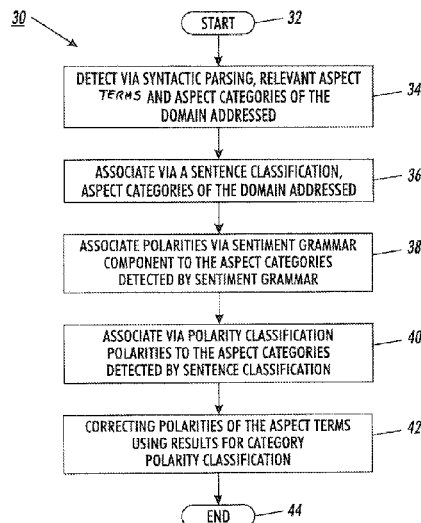 30
START
32
DETECT VIA SYNTACTIC PARSING, RELEVANT ASPECT
TERMS AND ASPECT CATEGORIES OF THE
DOMAIN ADDRESSED
34
ASSOCIATE VIA A SENTENCE CLASSIFICATION,
ASPECT CATEGORIES OF THE DOMAIN ADDRESSED
36
ASSOCIATE POLARITIES VIA SENTIMENT GRAMMAR
COMPONENT TO THE ASPECT CATEGORIES
DETECTED BY SENTIMENT GRAMMAR
38
ASSOCIATE VIA POLARITY CLASSIFICATION
POLARITIES TO THE ASPECT CATEGORIES
DETECTED BY SENTENCE CLASSIFICATION
40
CORRECTING POLARITIES OF THE ASPECT TERMS
USING RESULTS FOR CATEGORY
POLARITY CLASSIFICATION
42
END
44